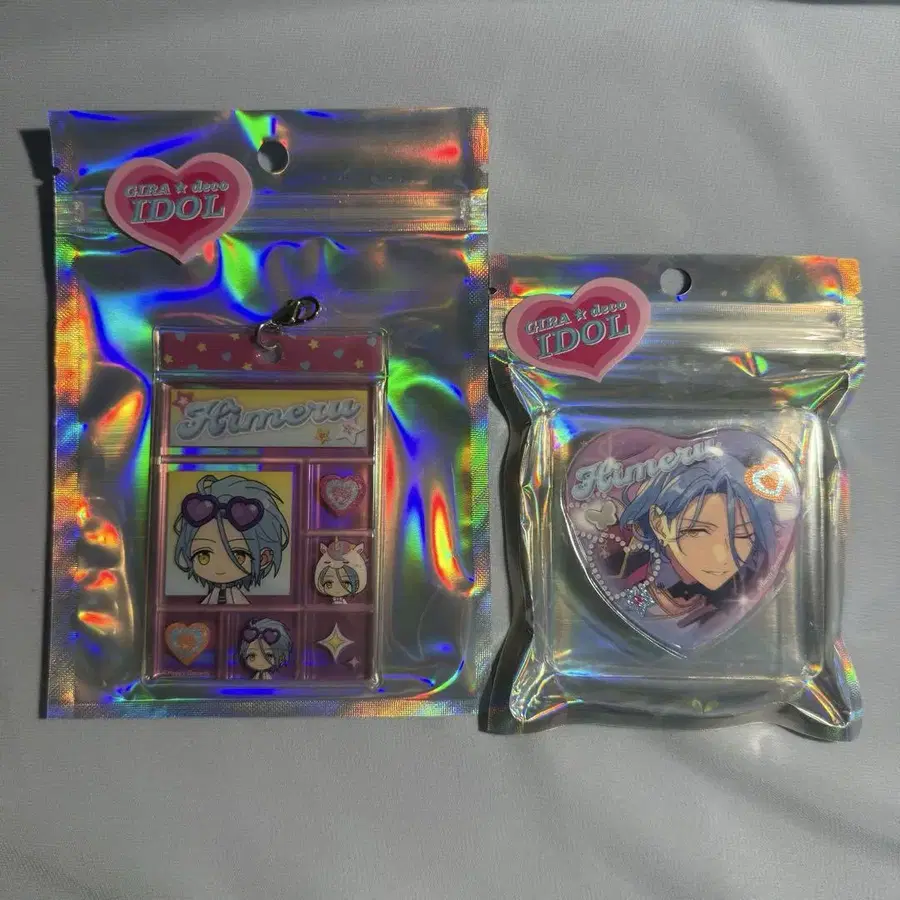 GIRA ★ deco
IDOL
Himeru
GIRA ★ deco
IDOL
Himeru